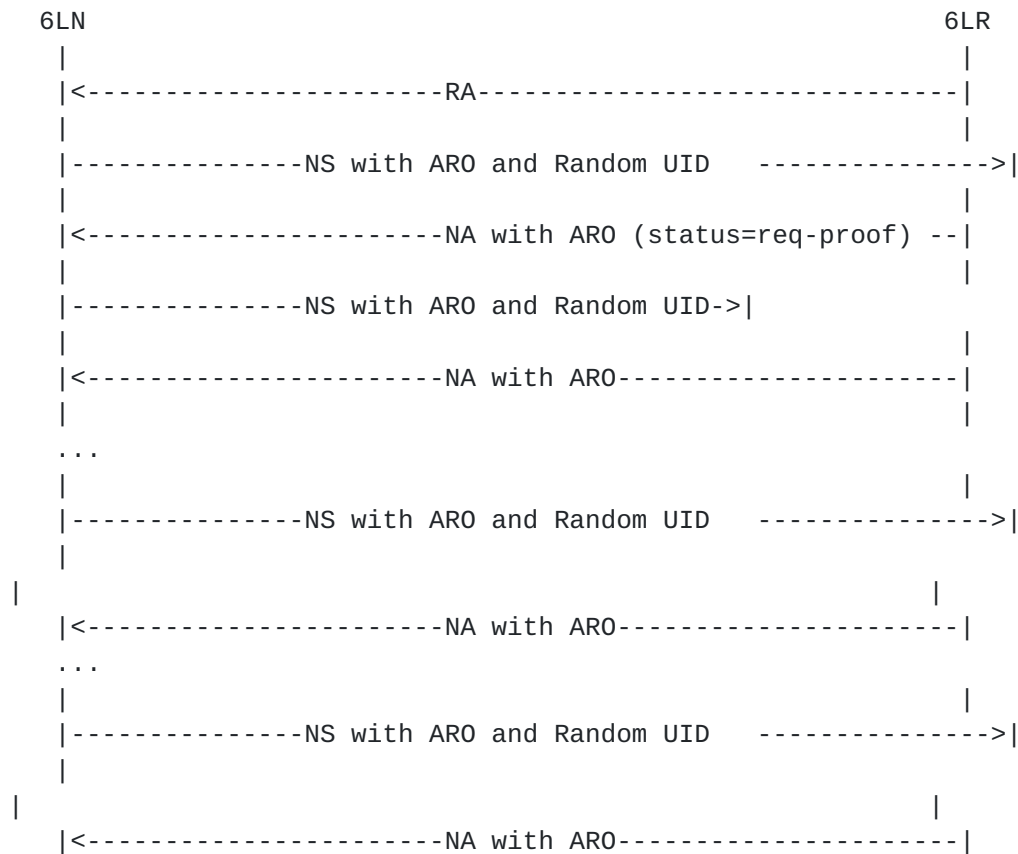 6LN 6LR
| |
|<-----------------------RA-------------------------------|
| |
|---------------NS with ARO and Random UID --------------->|
| |
|<-----------------------NA with ARO (status=req-proof) --|
| |
|---------------NS with ARO and Random UID->|
| |
|<-----------------------NA with ARO----------------------|
| |
...
| |
|---------------NS with ARO and Random UID --------------->|
|
| |
|<-----------------------NA with ARO----------------------|
...
| |
|---------------NS with ARO and Random UID --------------->|
|
| |
|<-----------------------NA with ARO----------------------|